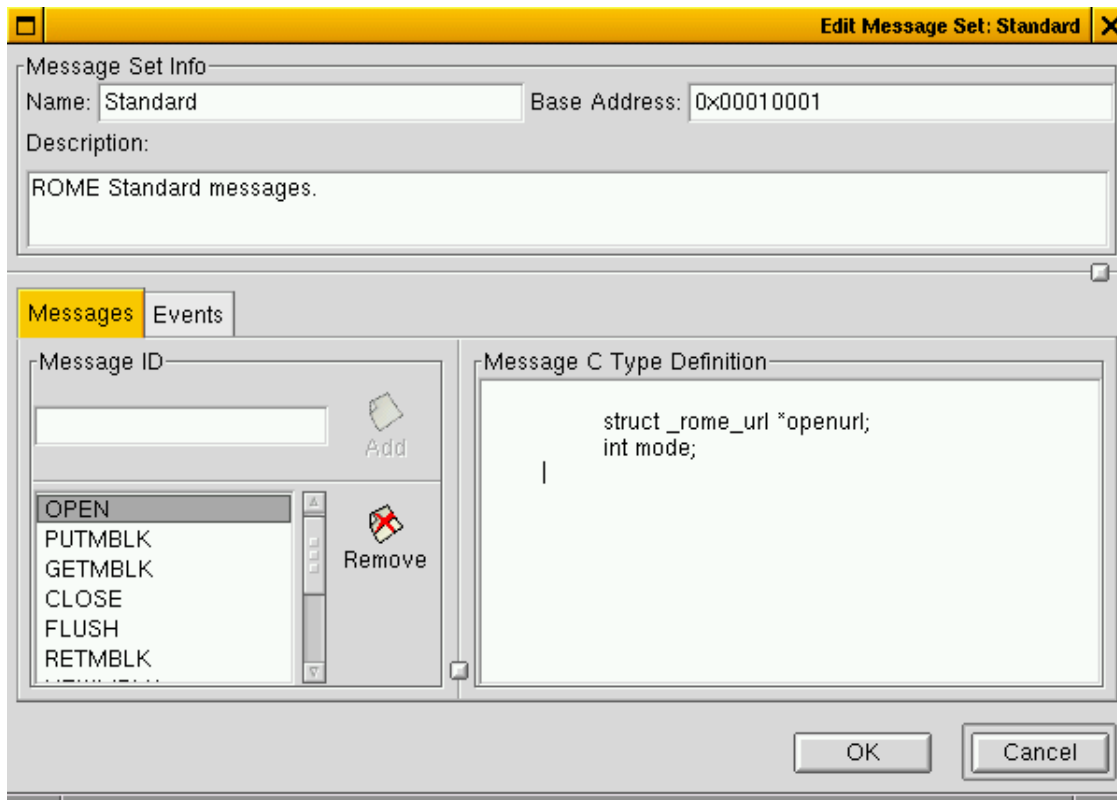 Edit Message Set: Standard
Message Set Info
Name: Standard Base Address: 0x00010001
Description:
ROME Standard messages.
Messages Events
Message ID
Add
OPEN
PUTMBLK
GETMBLK
CLOSE
FLUSH
RETMBLK
Remove
Message C Type Definition
struct _rome_url *openurl;
int mode;
OK Cancel